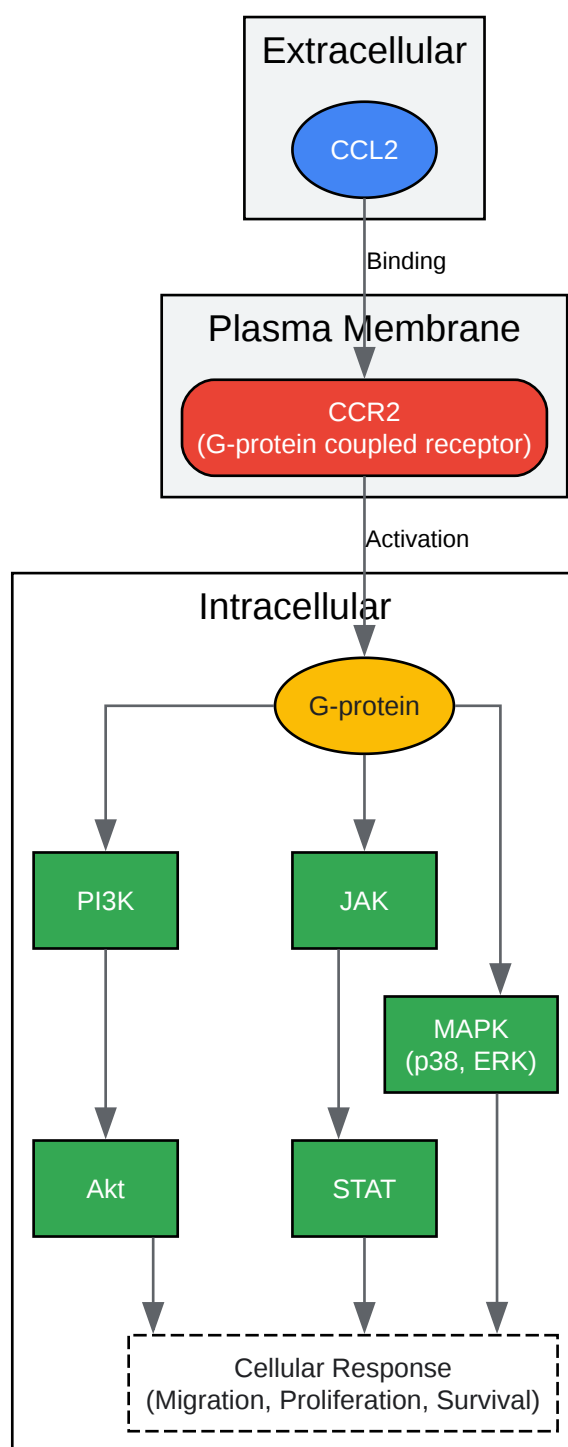 Extracellular
CCL2
Binding
Plasma Membrane
CCR2
(G-protein coupled receptor)
Activation
Intracellular
G-protein
PI3K
JAK
MAPK
(p38, ERK)
Akt
STAT
Cellular Response
(Migration, Proliferation, Survival)